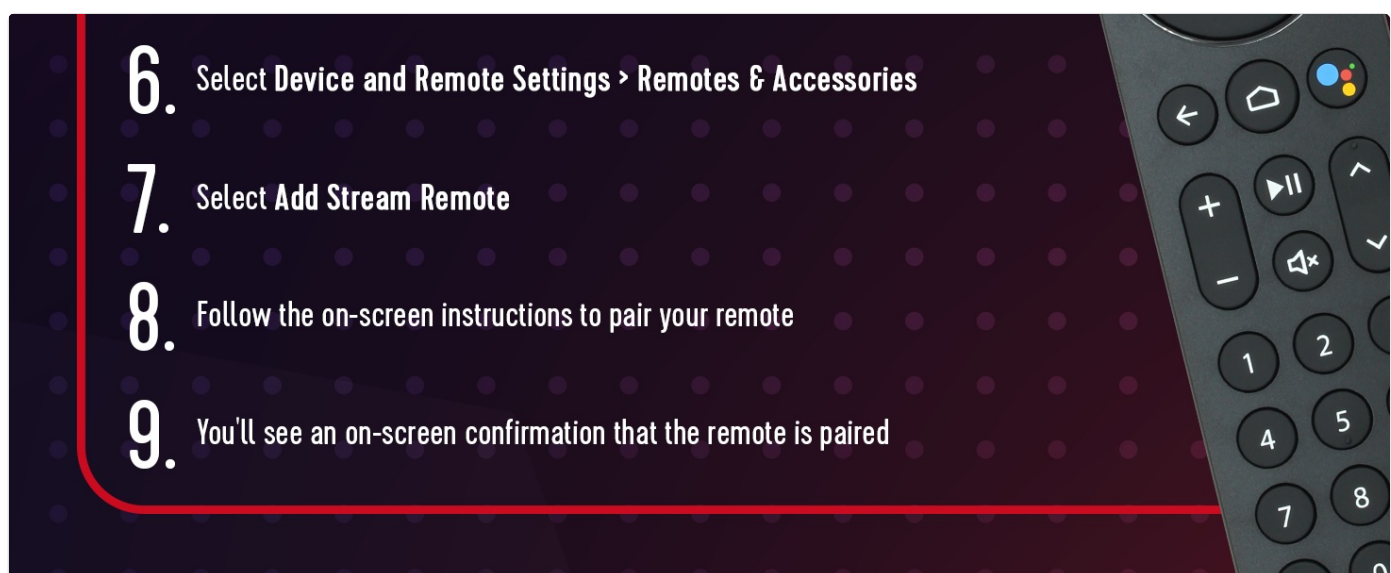 6. Select Device and Remote Settings > Remotes & Accessories
7. Select Add Stream Remote
8. Follow the on-screen instructions to pair your remote
9. You'll see an on-screen confirmation that the remote is paired
+
-
1 2
4 5
7 8